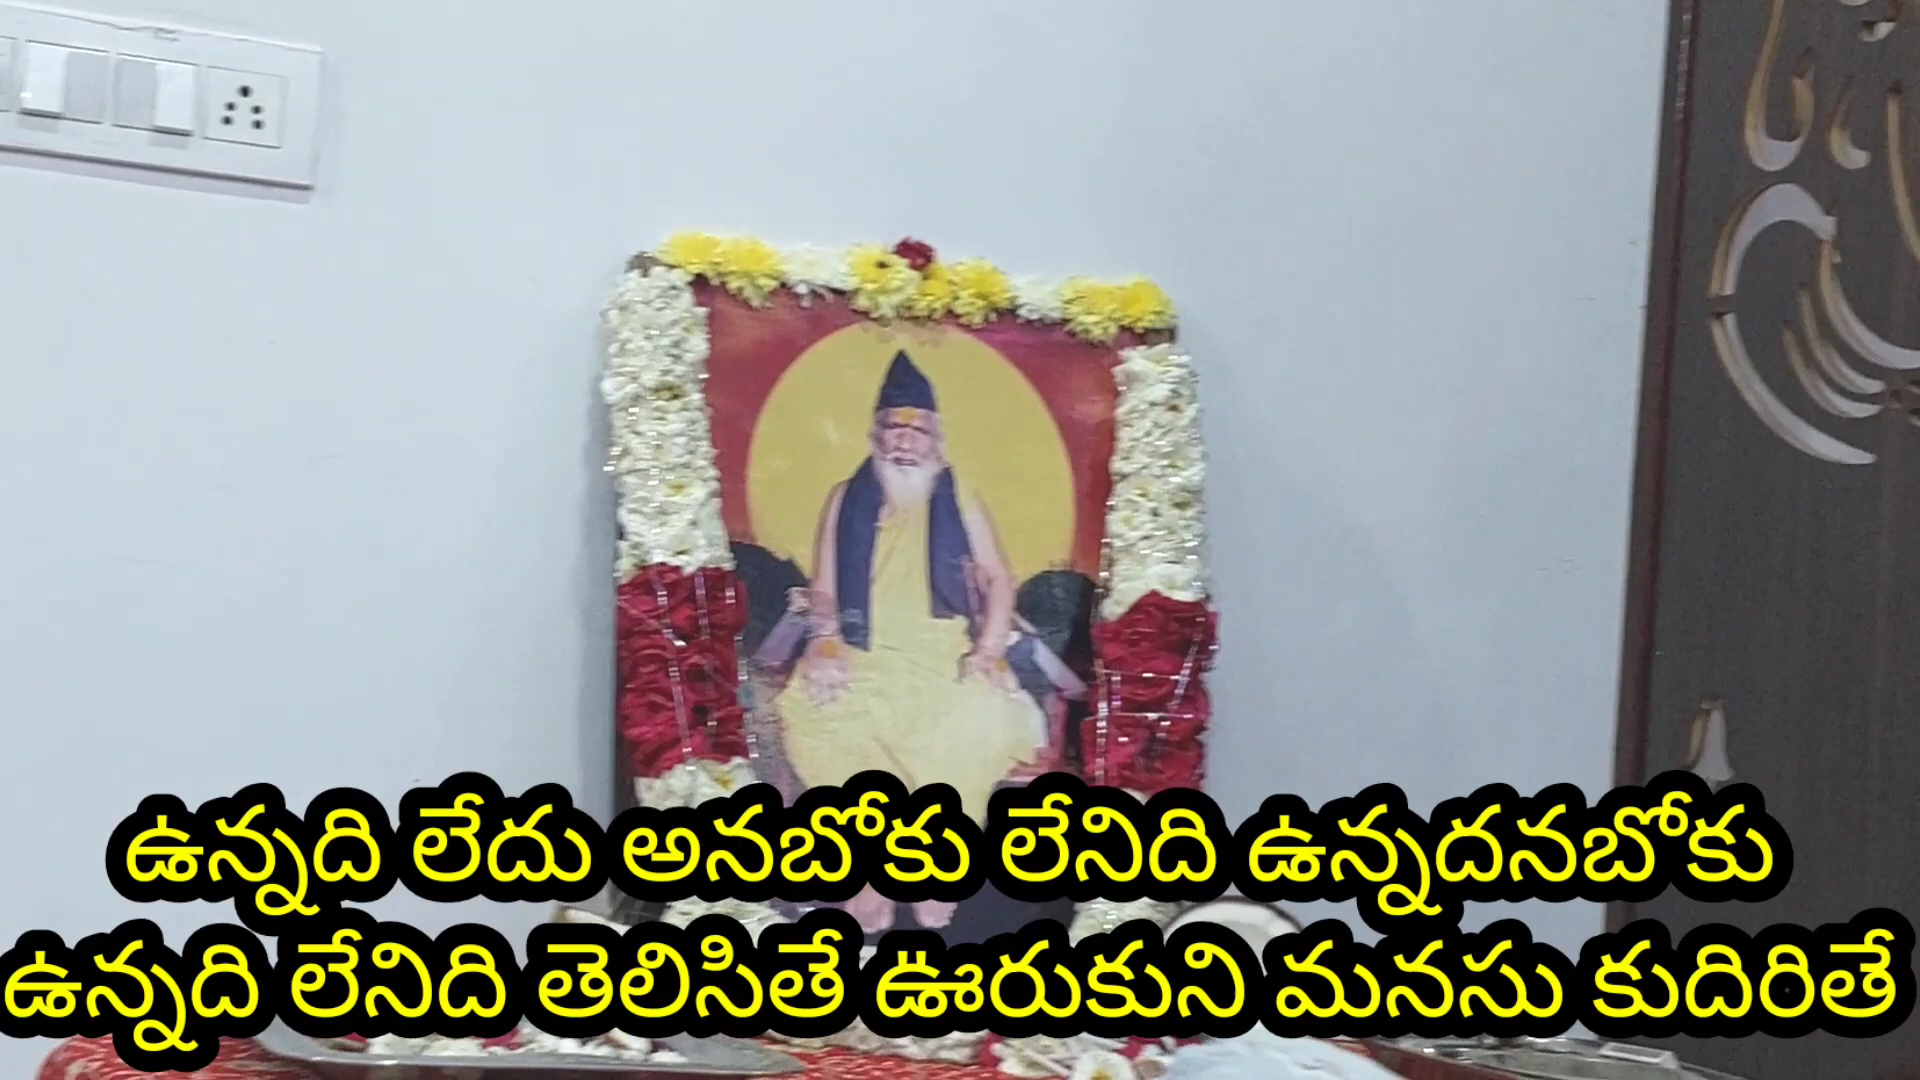 ఉన్నది లేదు అనబోకు లేనిది ఉన్నదనబోకు
ఉన్నది లేనిది తెలిసితే ఊరుకుని మనసు కుదిరితే